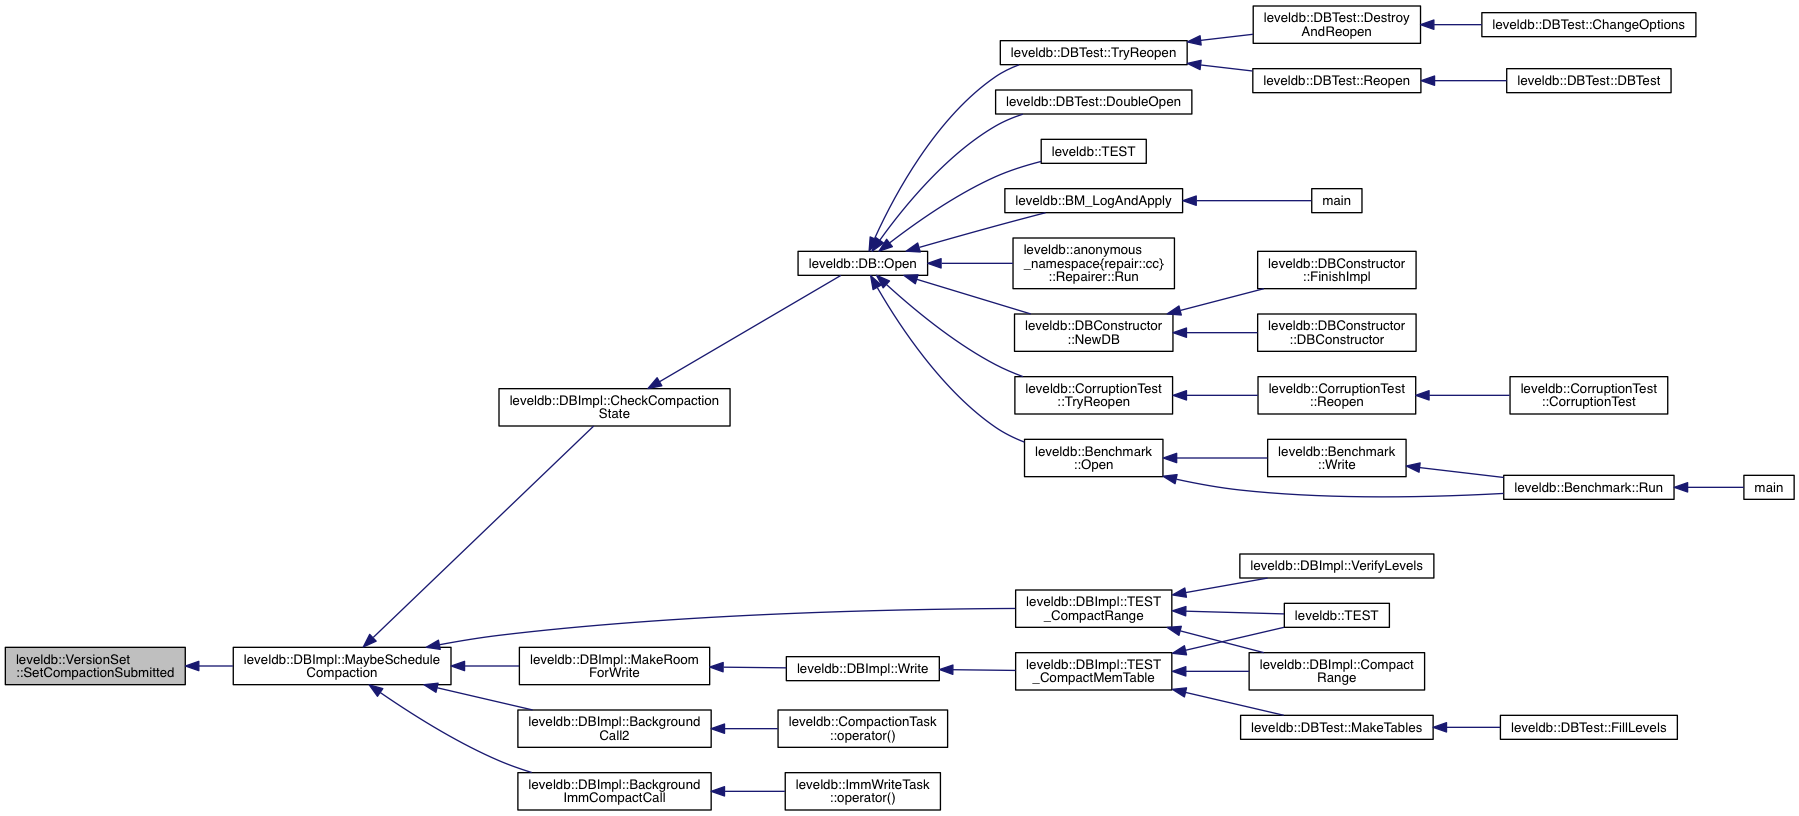 leveldb::DBTest::Destroy
AndReopen
leveldb::DBTest::ChangeOptions
leveldb::DBTest::TryReopen
leveldb::DBTest::Reopen
leveldb::DBTest::DBTest
leveldb::DBTest::DoubleOpen
leveldb::TEST
leveldb::BM_LogAndApply
main
leveldb::DB::Open
leveldb::anonymous
_namespace{repair::cc}
::Repairer::Run
leveldb::DBConstructor
::FinishImpl
leveldb::DBConstructor
::NewDB
leveldb::DBConstructor
::DBConstructor
leveldb::DBImpl::CheckCompaction
State
leveldb::CorruptionTest
::TryReopen
leveldb::CorruptionTest
::Reopen
leveldb::CorruptionTest
::CorruptionTest
leveldb::Benchmark
::Open
leveldb::Benchmark
::Write
leveldb::Benchmark::Run
main
leveldb::DBImpl::VerifyLevels
leveldb::DBImpl::TEST
_CompactRange
leveldb::TEST
leveldb::VersionSet
::SetCompactionSubmitted
leveldb::DBImpl::MaybeSchedule
Compaction
leveldb::DBImpl::MakeRoom
ForWrite
leveldb::DBImpl::Write
leveldb::DBImpl::TEST
_CompactMemTable
leveldb::DBImpl::Compact
Range
leveldb::DBImpl::Background
Call2
leveldb::CompactionTask
::operator()
leveldb::DBTest::MakeTables
leveldb::DBTest::FillLevels
leveldb::DBImpl::Background
ImmCompactCall
leveldb::ImmWriteTask
::operator()